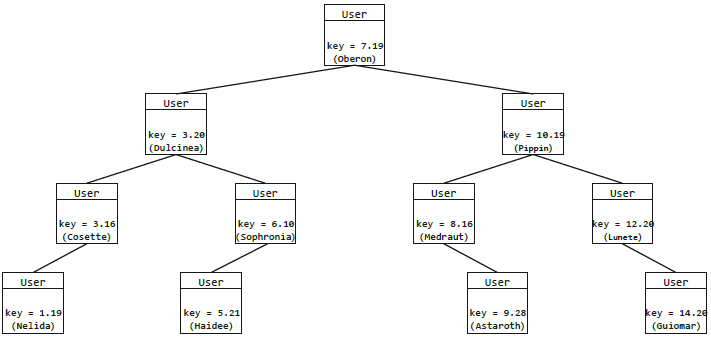 User
key = 7.19
(Oberon)
User
key = 3.20
(Dulcinea)
User
key = 10.19
(Pippin)
User
key = 3.16
(Cosette)
User
key = 6.10
(Sophronia)
User
key = 8.16
(Medraut)
User
key = 12.20
(Lunete)
User
key = 1.19
(Nelida)
User
key = 5.21
(Haidee)
User
key = 9.28
(Astaroth)
User
key = 14.20
(Guiomar)